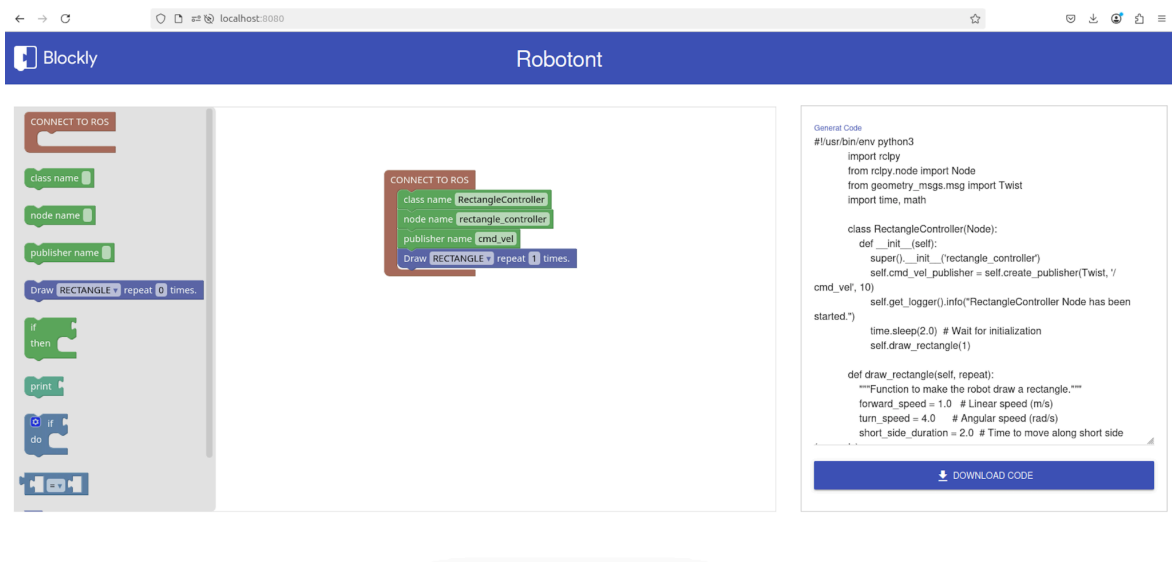 localhost:8080
Blockly
Robotont
CONNECT TO ROS
class name
node name
publisher name
Draw RECTANGLE ▾ repeat 0 times.
if
then
print
if
do
= ▾
CONNECT TO ROS
class name RectangleController
node name rectangle_controller
publisher name cmd_vel
Draw RECTANGLE ▾ repeat 1 times.
Generat Code
#!/usr/bin/env python3
import rclpy
from rclpy.node import Node
from geometry_msgs.msg import Twist
import time, math
class RectangleController(Node):
def __init__(self):
super().__init__('rectangle_controller')
self.cmd_vel_publisher = self.create_publisher(Twist, '/
cmd_vel', 10)
self.get_logger().info("RectangleController Node has been
started.")
time.sleep(2.0) # Wait for initialization
self.draw_rectangle(1)
def draw_rectangle(self, repeat):
"""Function to make the robot draw a rectangle."""
forward_speed = 1.0 # Linear speed (m/s)
turn_speed = 4.0 # Angular speed (rad/s)
short_side_duration = 2.0 # Time to move along short side
DOWNLOAD CODE